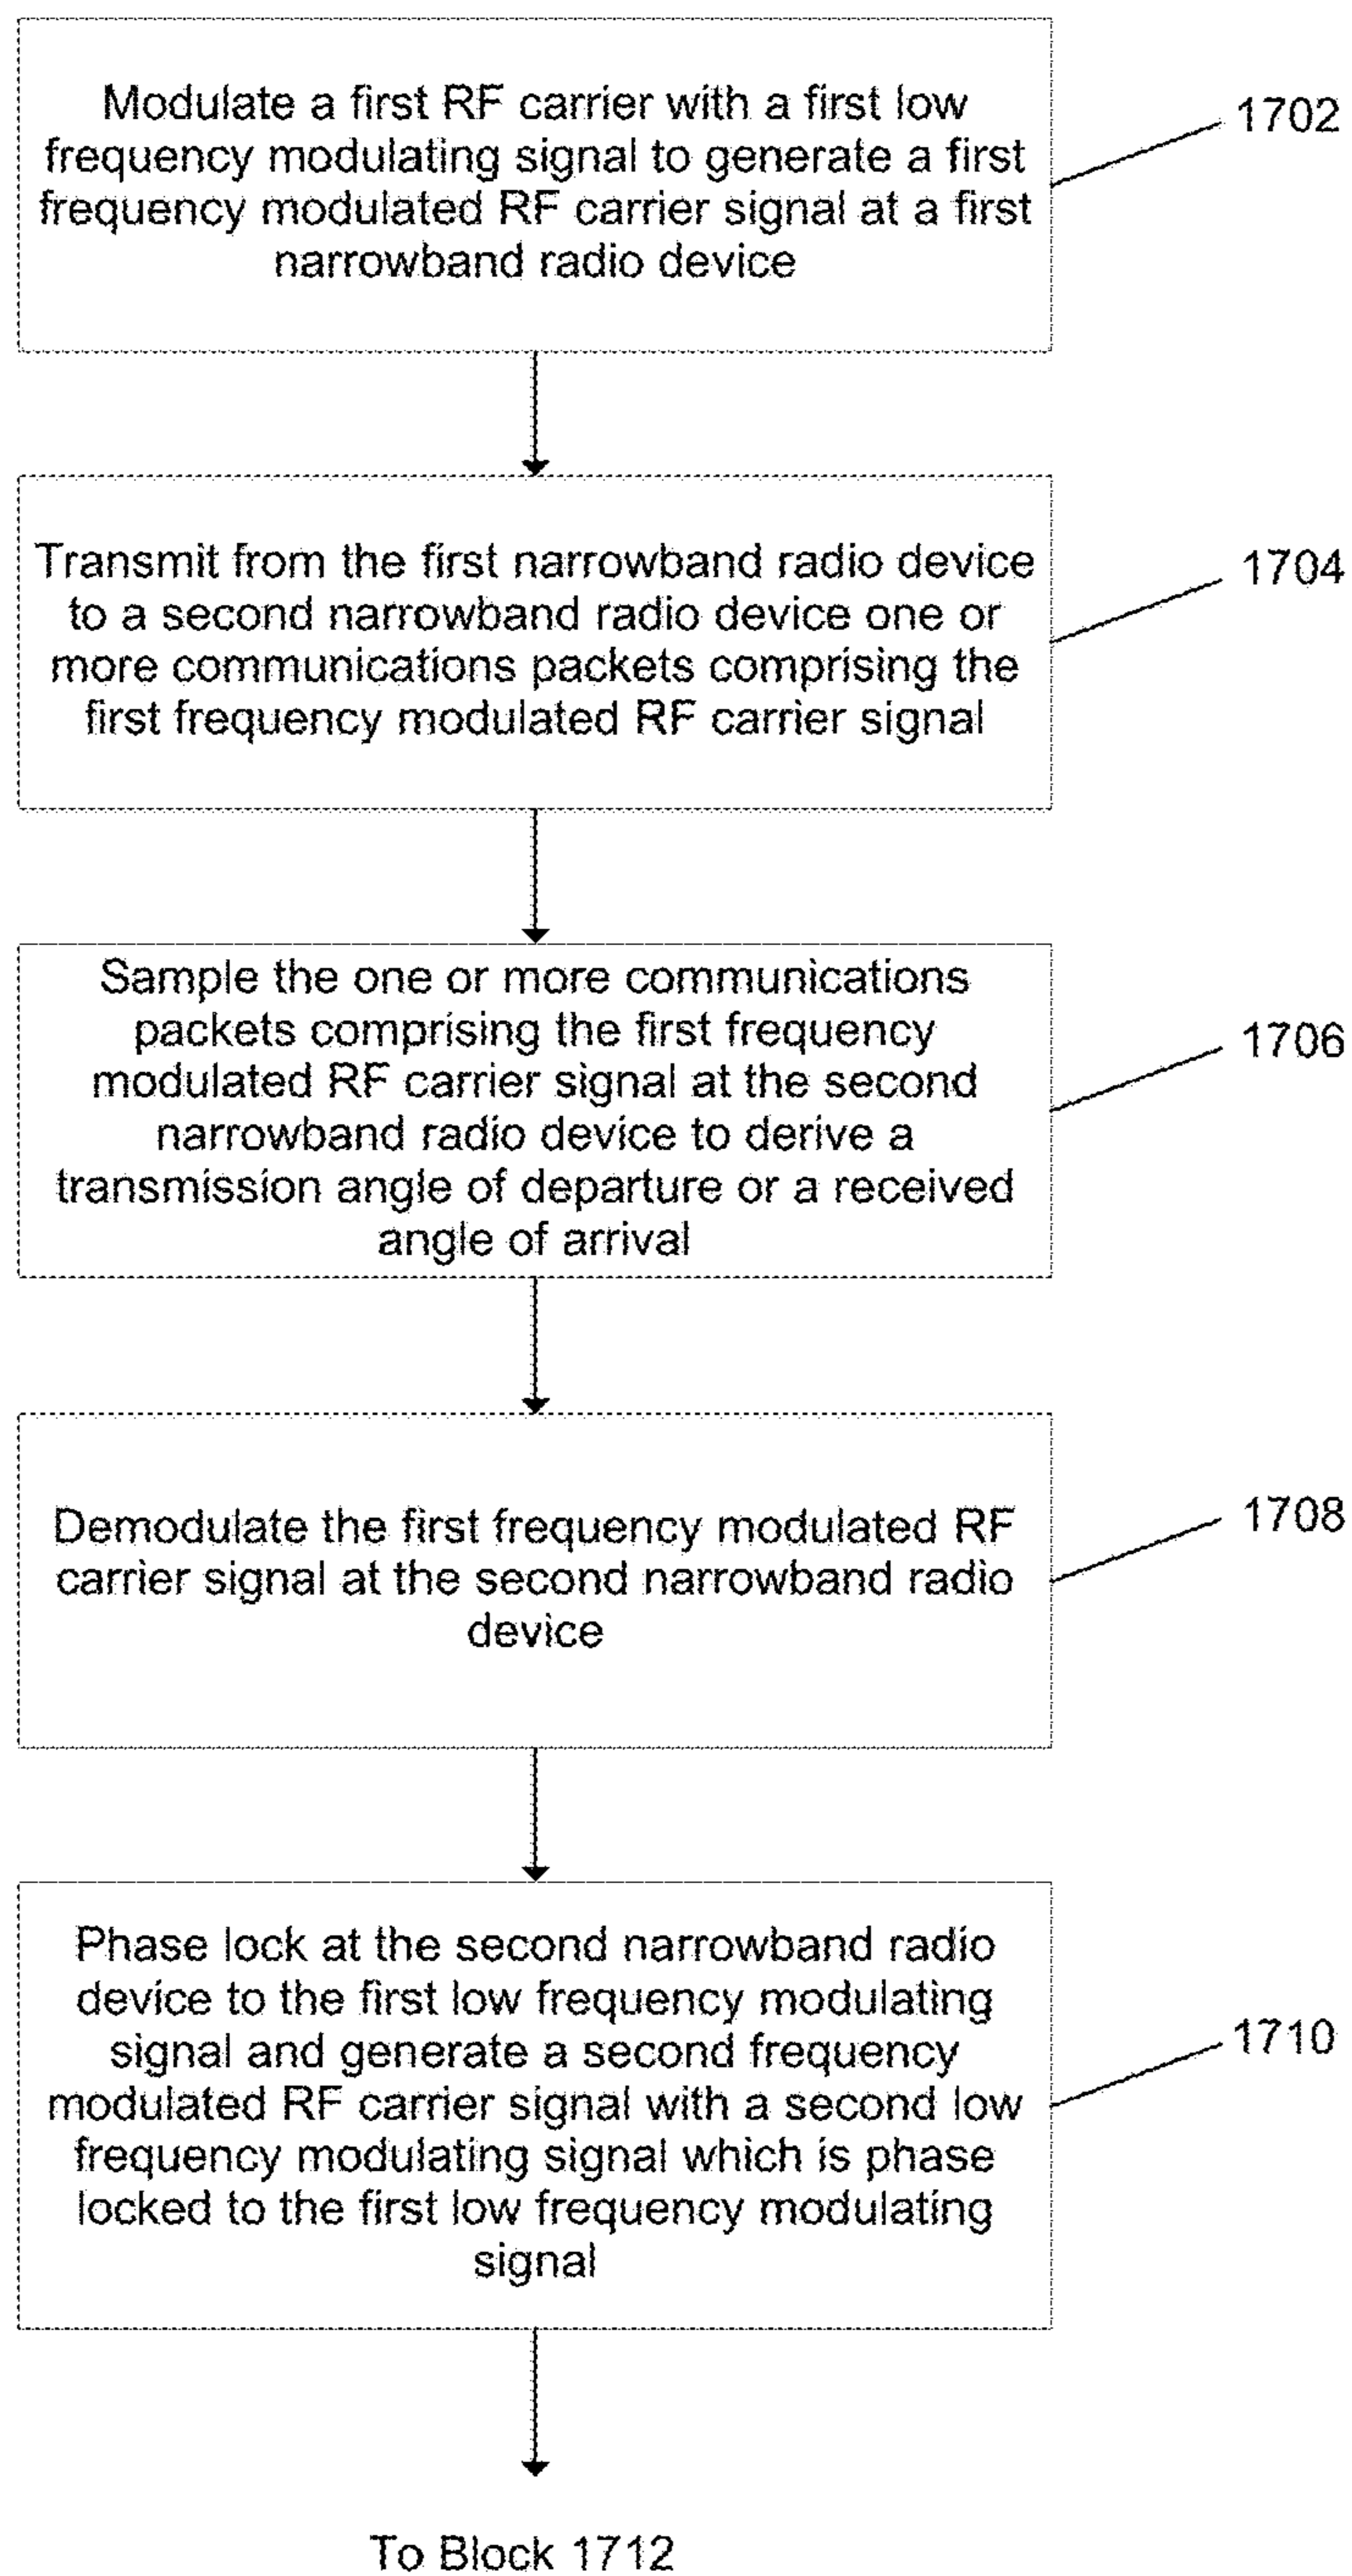 Modulate a first RF carrier with a first low
frequency modulating signal to generate a first
frequency modulated RF carrier signal at a first
narrowband radio device
1702
Transmit from the first narrowband radio device
to a second narrowband radio device one or
more communications packets comprising the
first frequency modulated RF carrier signal
1704
Sample the one or more communications
packets comprising the first frequency
modulated RF carrier signal at the second
narrowband radio device to derive a
transmission angle of departure or a received
angle of arrival
1706
Demodulate the first frequency modulated RF
carrier signal at the second narrowband radio
device
1708
Phase lock at the second narrowband radio
device to the first low frequency modulating
signal and generate a second frequency
modulated RF carrier signal with a second low
frequency modulating signal which is phase
locked to the first low frequency modulating
signal
1710
To Block 1712